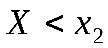 X < x₂